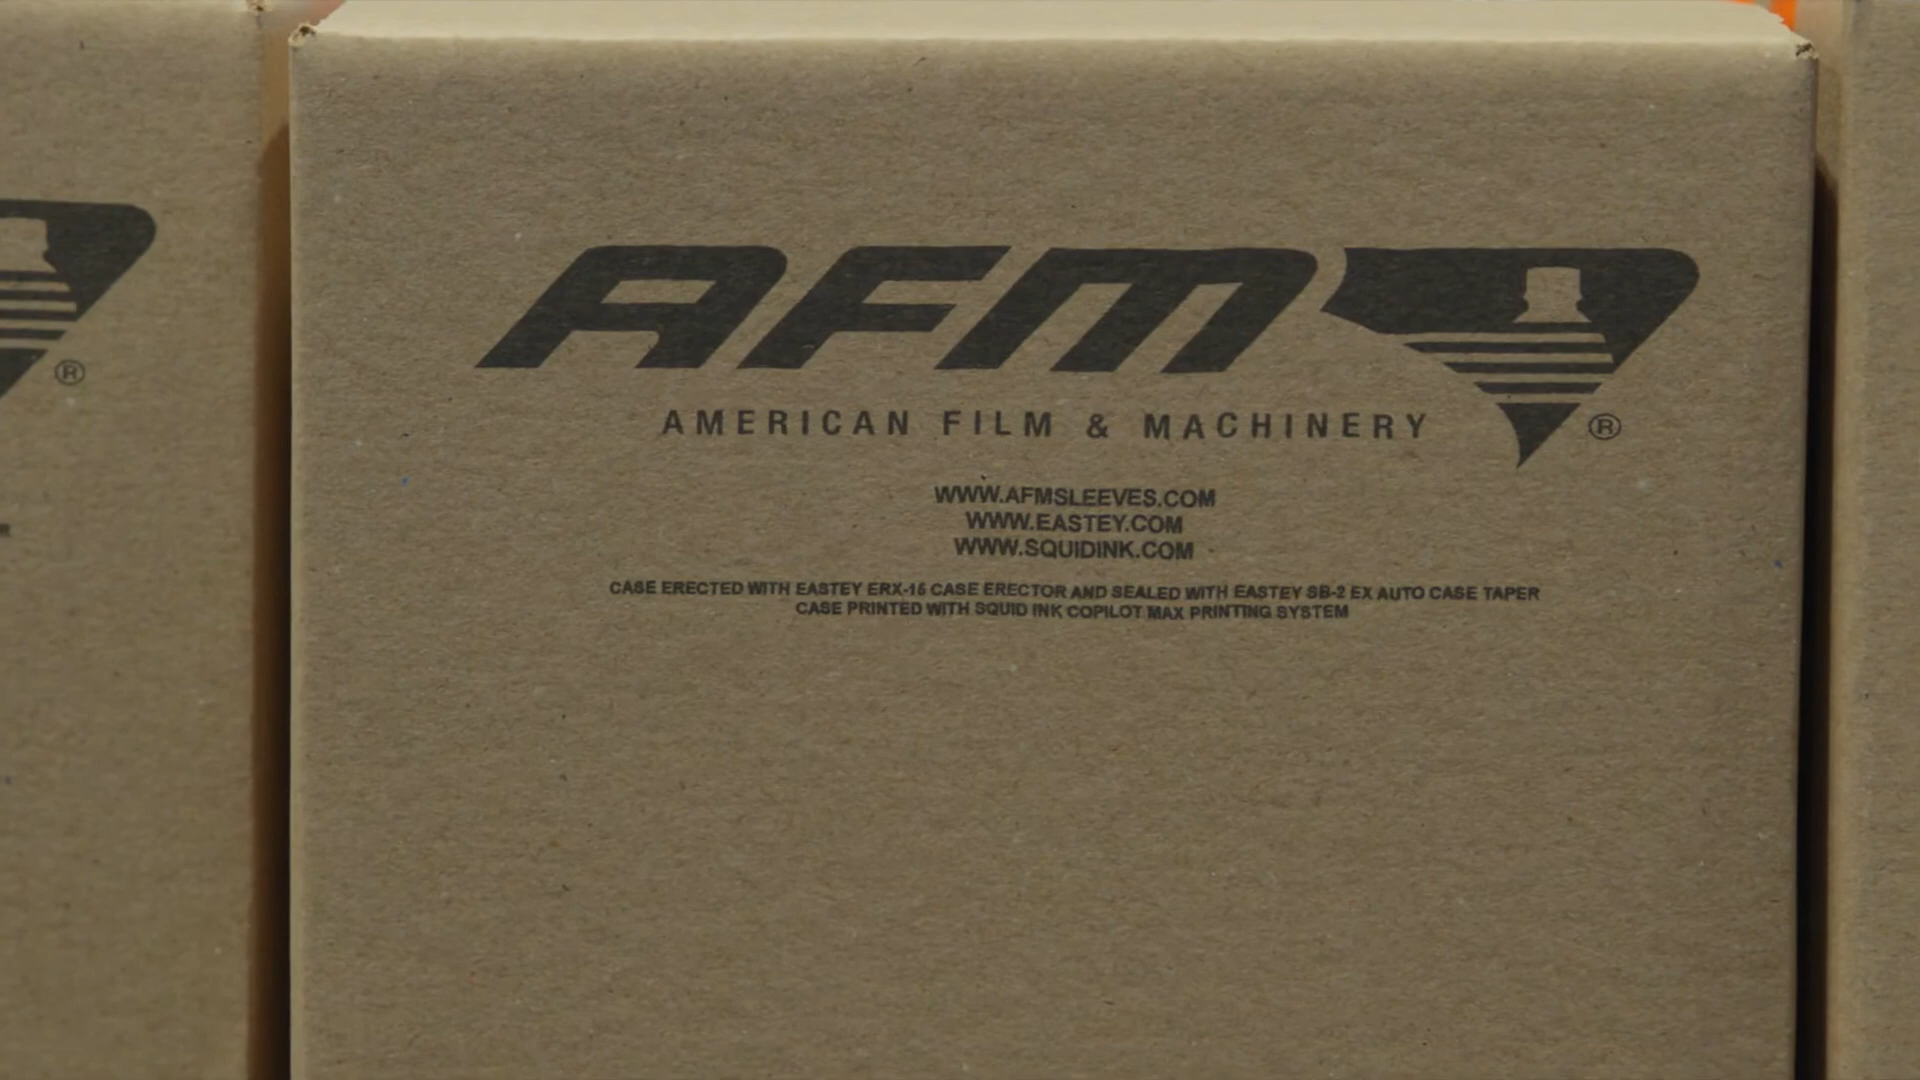 AFM
AMERICAN FILM & MACHINERY ®
WWW.AFMSLEEVES.COM
WWW.EASTEY.COM
WWW.SQUIDINK.COM
CASE ERECTED WITH EASTEY ERX-15 CASE ERECTOR AND SEALED WITH EASTEY SB-2 EX AUTO CASE TAPER
CASE PRINTED WITH SQUID INK COPILOT MAX PRINTING SYSTEM
®